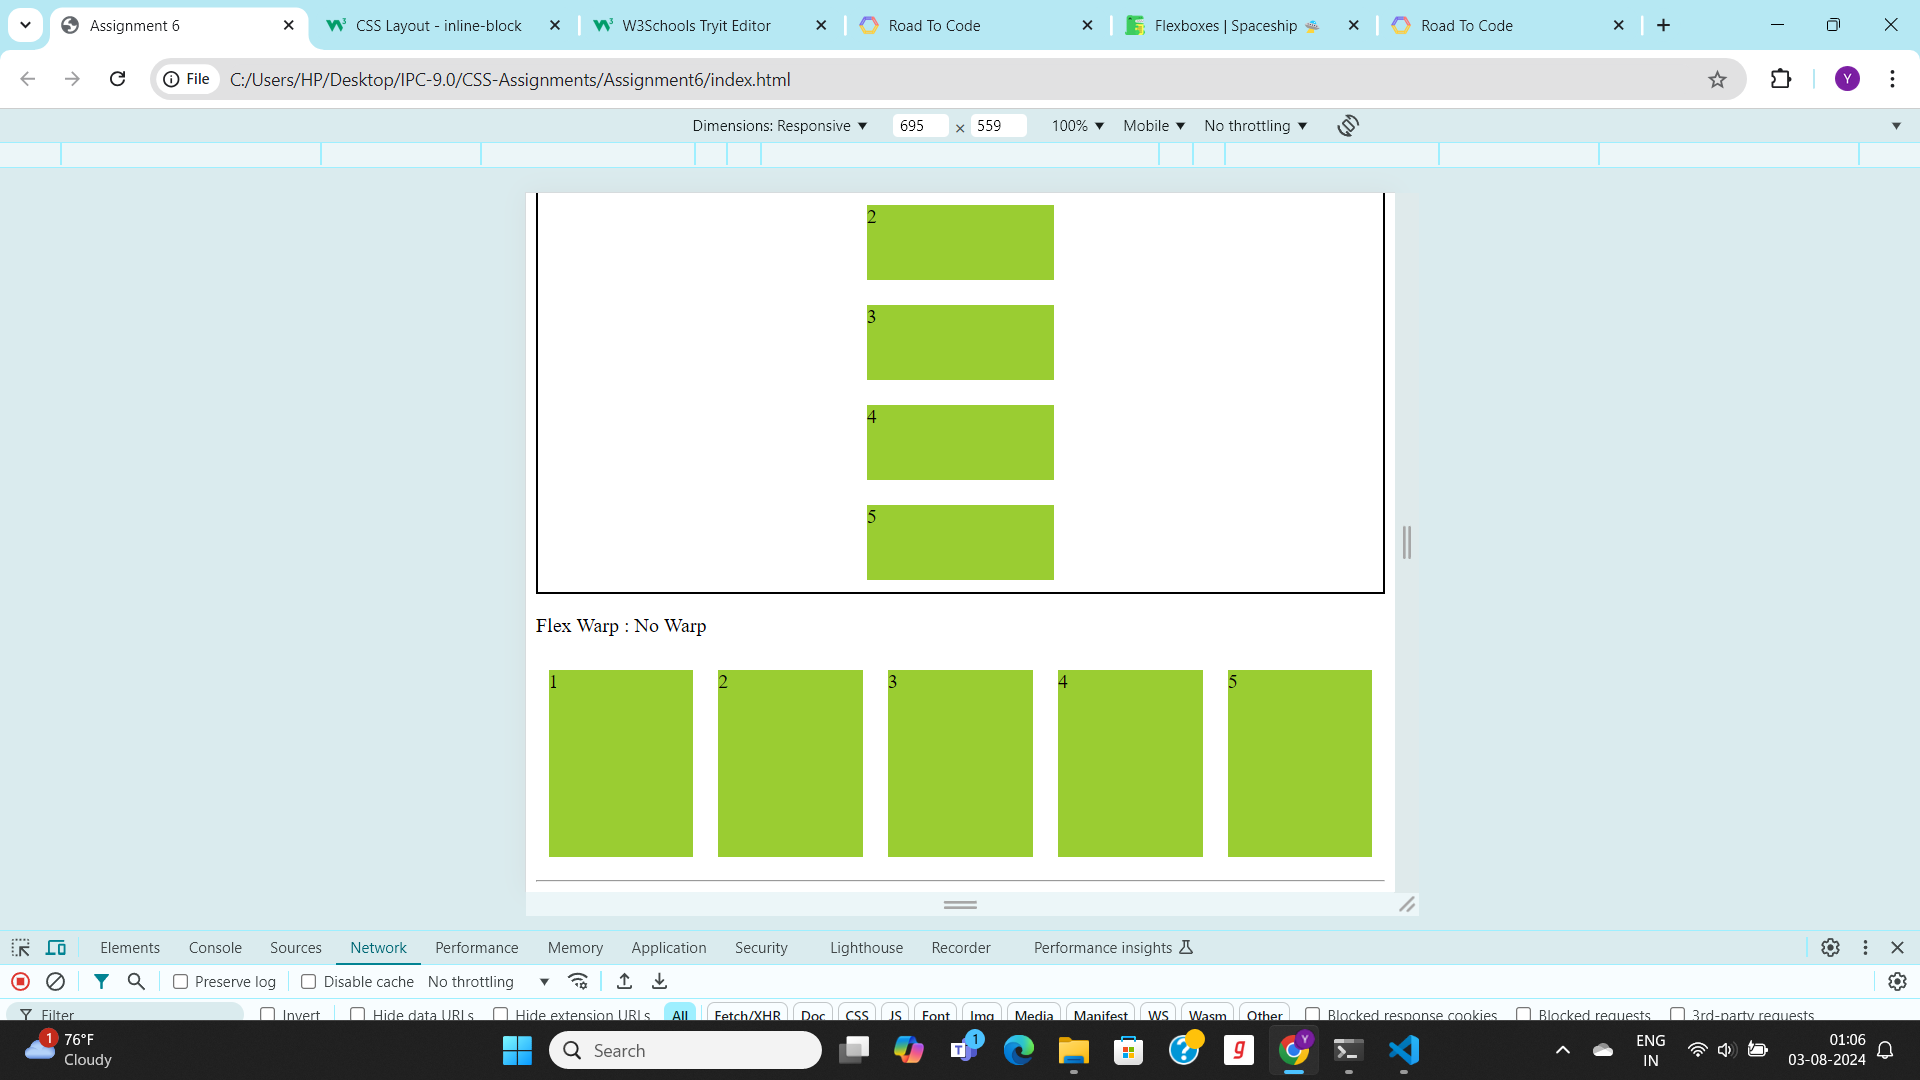 Assignment 6
CSS Layout - inline-block
W3Schools Tryit Editor
Road To Code
Flexboxes | Spaceship
Road To Code
File
C:/Users/HP/Desktop/IPC-9.0/CSS-Assignments/Assignment6/index.html
Y
Dimensions: Responsive
695 × 559
100%
Mobile
No throttling
2
3
4
5
Flex Warp : No Warp
1
2
3
4
5
Elements
Console
Sources
Network
Performance
Memory
Application
Security
Lighthouse
Recorder
Performance insights
Preserve log
Disable cache
No throttling
Filter
Invert
Hide data URLs
Hide extension URLs
All
Fetch/XHR
Doc
CSS
JS
Font
Img
Media
Manifest
WS
Wasm
Other
Blocked response cookies
Blocked requests
3rd-party requests
1
76°F
Cloudy
Search
1
g
Y
ENG
IN
01:06
03-08-2024